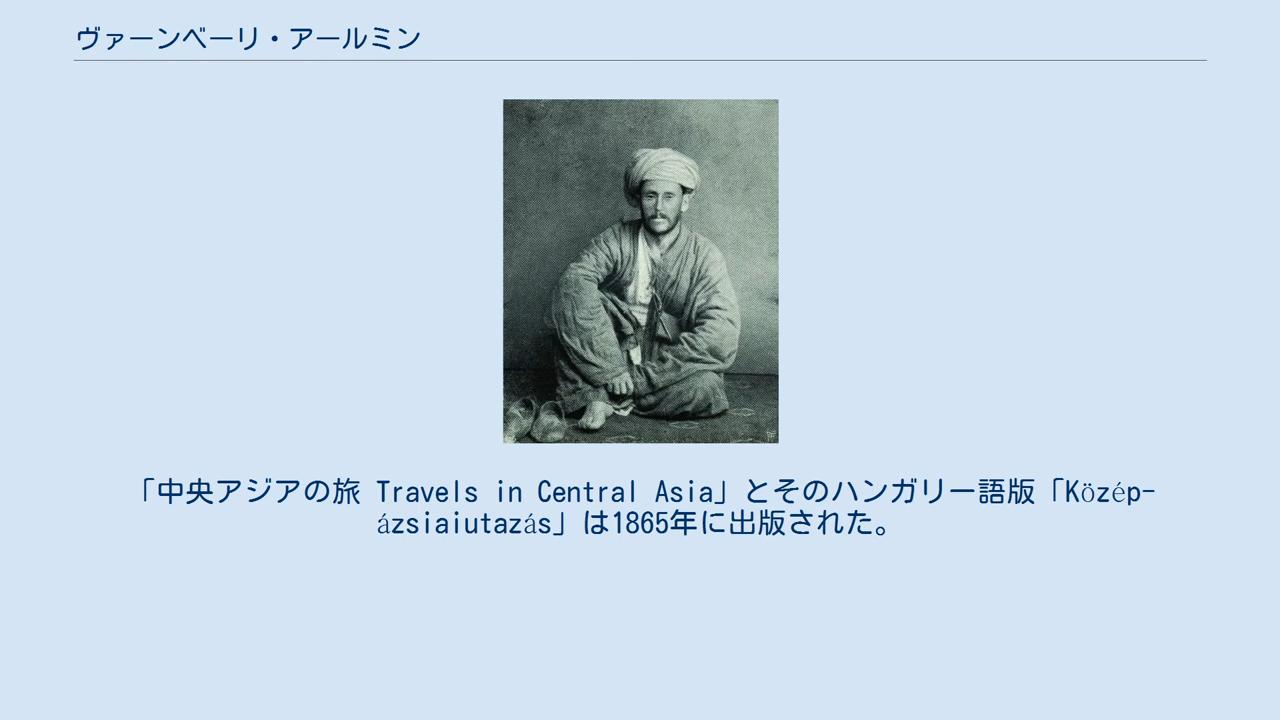 ヴァーンベーリ・アールミン
「中央アジアの旅 Travels in Central Asia」とそのハンガリー語版「Közép-
ázsiaiutazás」は1865年に出版された。